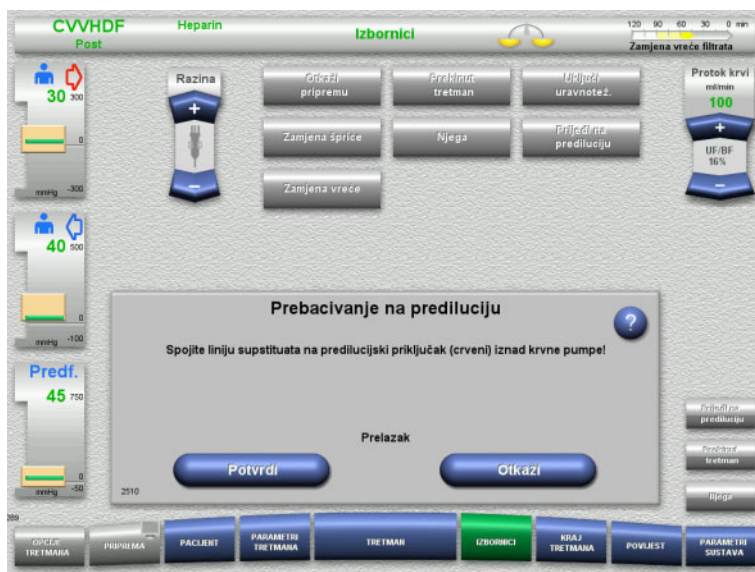 CVVHDF
Post
Heparin
Izbornici
120 90 60 30 0 min
Zamjena vreće filtrata
30 300
0
mmHg -300
40 500
0
mmHg -100
Predf.
45 750
0
mmHg -50
Razina
+
−
Otkaži
pripremu
Prekinut
tretman
Uključi
uravnotež.
Zamjena šprice
Njega
Prijeđi na
prediluciju
Zamjena vreće
Protok krvi
ml/min
100
+
UF/BF
16%
−
Prebacivanje na prediluciju
?
Spojite liniju supstituata na predilucijski priključak (crveni) iznad krvne pumpe!
Prelazak
Potvrdi
Otkaži
2510
Prijeđi na
prediluciju
Prekinut
tretman
Njega
289
OPCIJE
TRETMANA
PRIPREMA
PACIJENT
PARAMETRI
TRETMANA
TRETMAN
IZBORNICI
KRAJ
TRETMANA
POVIJEST
PARAMETRI
SUSTAVA